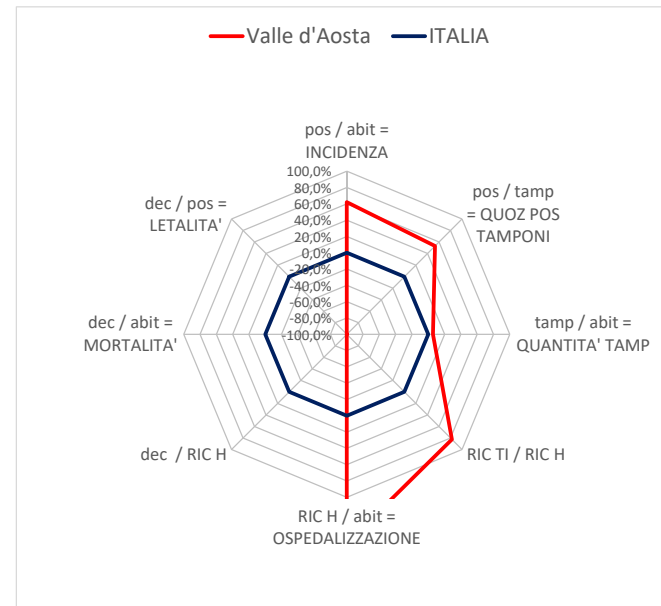 Valle d'Aosta
ITALIA
pos / abit =
INCIDENZA
pos / tamp
= QUOZ POS
TAMPONI
tamp / abit =
QUANTITA' TAMP
RIC TI / RIC H
RIC H / abit =
OSPEDALIZZAZIONE
dec / RIC H
dec / abit =
MORTALITA'
dec / pos =
LETALITA'
100,0%
80,0%
60,0%
40,0%
20,0%
0,0%
-20,0%
-40,0%
-60,0%
-80,0%
-100,0%